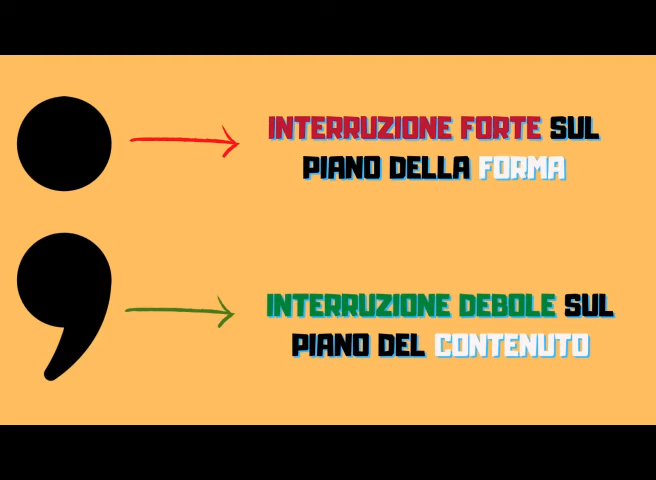 INTERRUZIONE FORTE SUL
PIANO DELLA FORMA
INTERRUZIONE DEBOLE SUL
PIANO DEL CONTENUTO